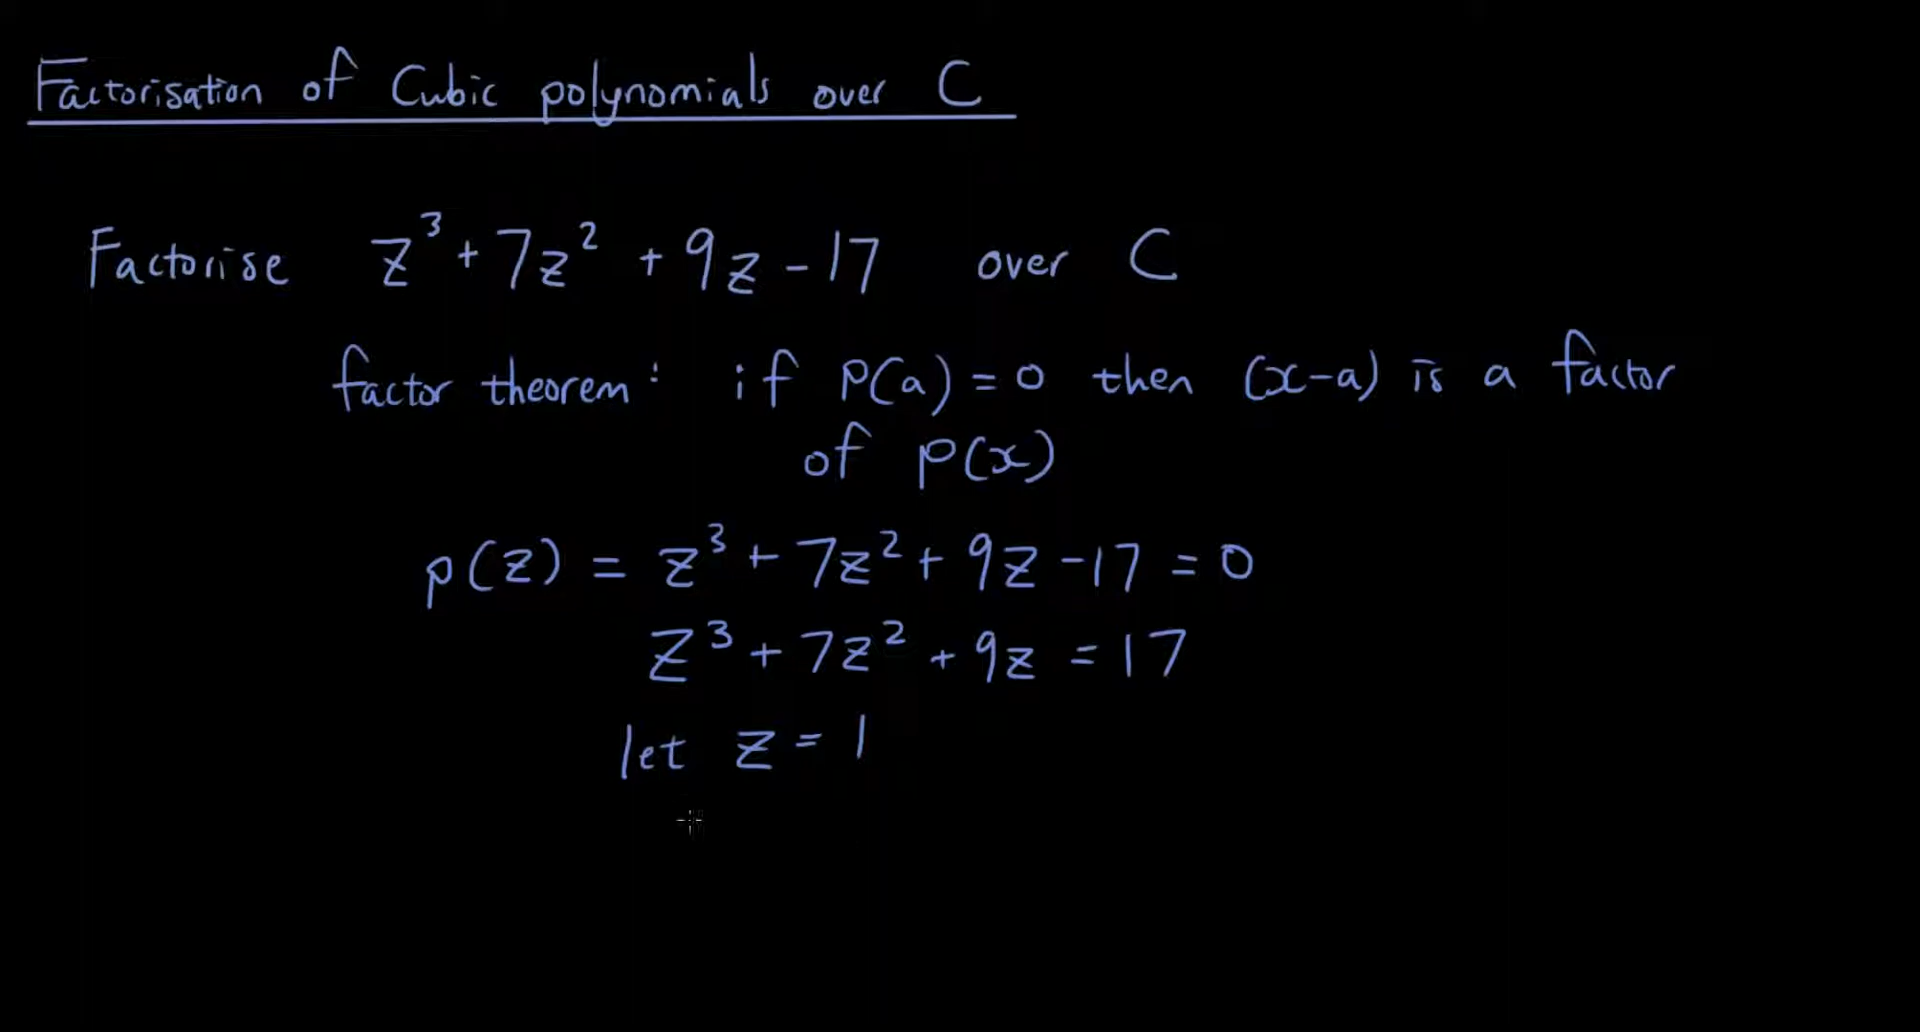 Factorisation of Cubic polynomials over C
Factorise z³ + 7z² + 9z - 17 over C
factor theorem: if P(a) = 0 then (x-a) is a factor
of P(x)
p(z) = z³ + 7z² + 9z - 17 = 0
z³ + 7z² + 9z = 17
let z = 1